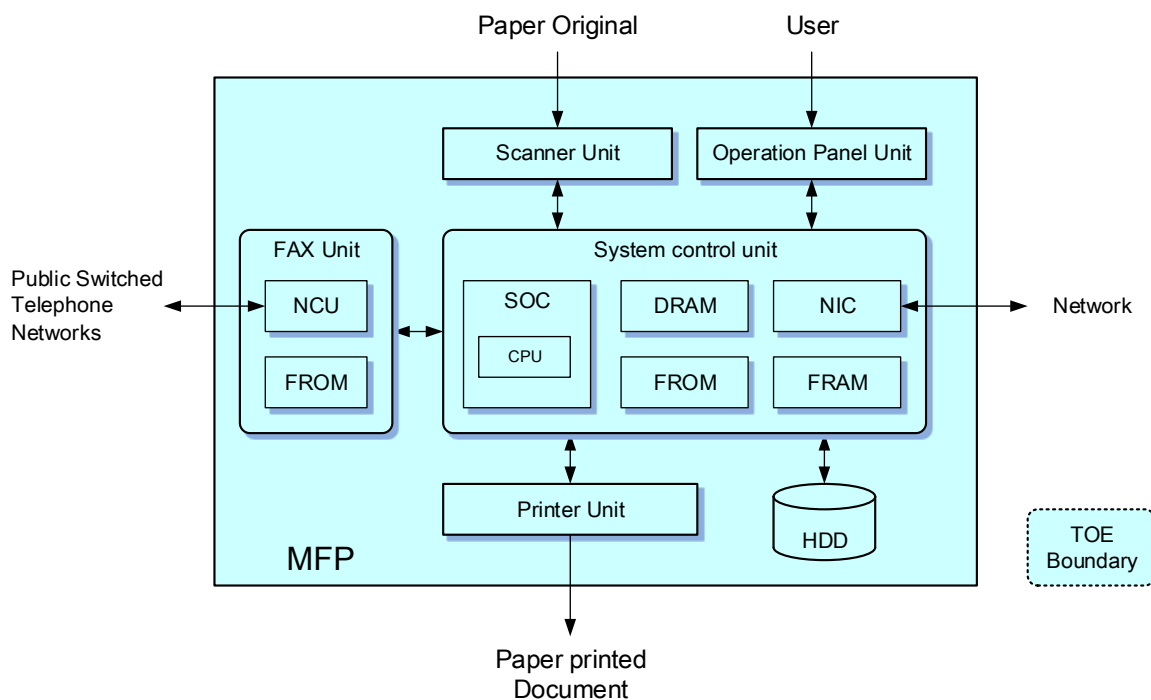 Paper Original
User
Scanner Unit
Operation Panel Unit
FAX Unit
System control unit
Public Switched
Telephone
Networks
NCU
SOC
DRAM
NIC
Network
CPU
FROM
FROM
FRAM
Printer Unit
HDD
MFP
TOE
Boundary
Paper printed
Document